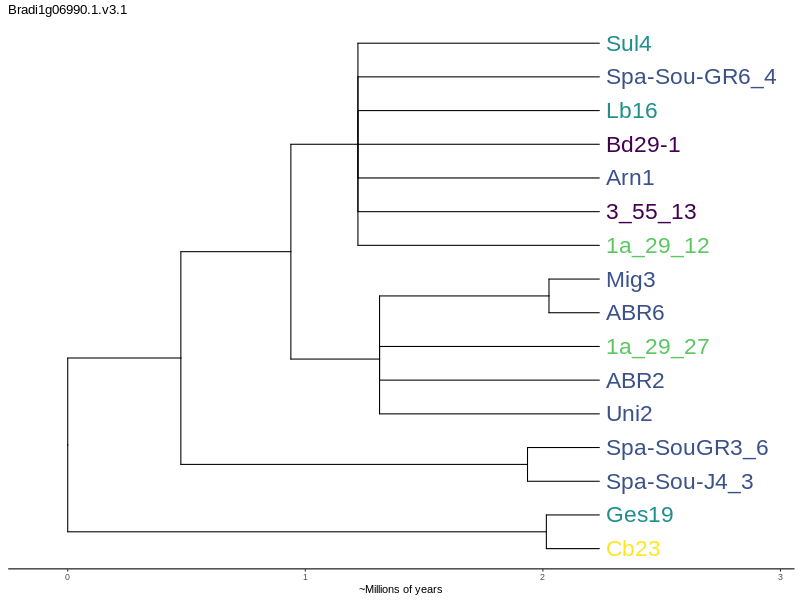 Bradi1g06990.1.v3.1
Sul4
Spa-Sou-GR6_4
Lb16
Bd29-1
Arn1
3_55_13
1a_29_12
Mig3
ABR6
1a_29_27
ABR2
Uni2
Spa-SouGR3_6
Spa-Sou-J4_3
Ges19
Cb23
0 1 2 3
~Millions of years